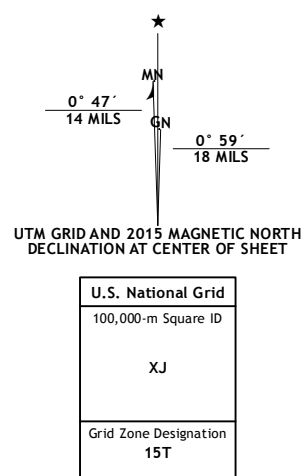 ★
MN
GN
0° 47´
14 MILS
0° 59´
18 MILS
UTM GRID AND 2015 MAGNETIC NORTH
DECLINATION AT CENTER OF SHEET
U.S. National Grid
100,000-m Square ID
XJ
Grid Zone Designation
15T